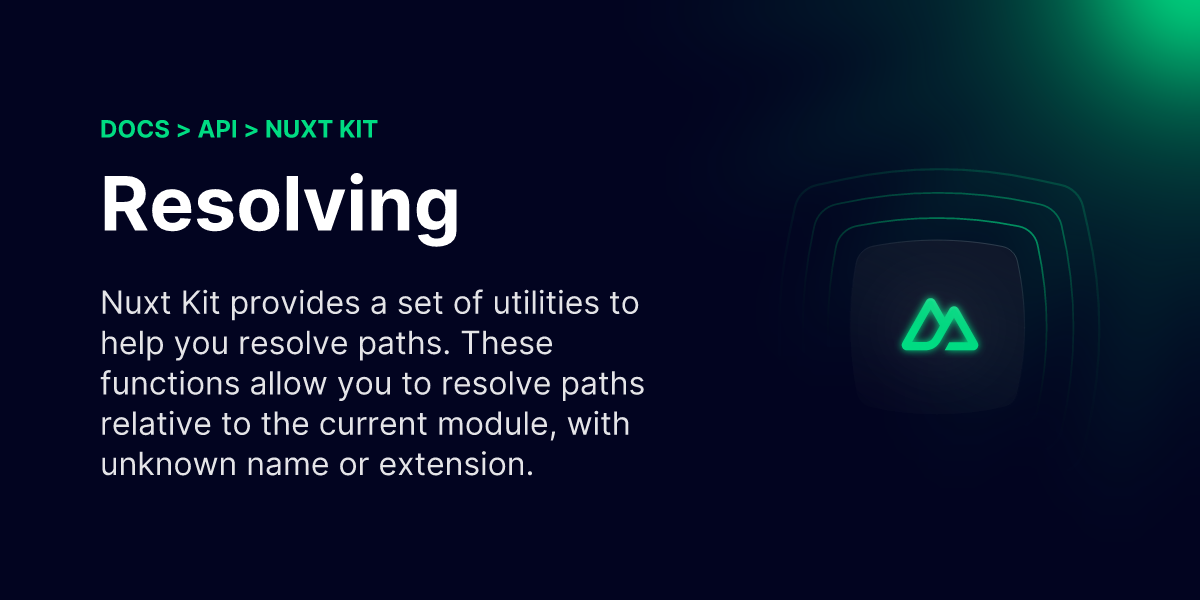 DOCS > API > NUXT KIT
Resolving
Nuxt Kit provides a set of utilities to
help you resolve paths. These
functions allow you to resolve paths
relative to the current module, with
unknown name or extension.